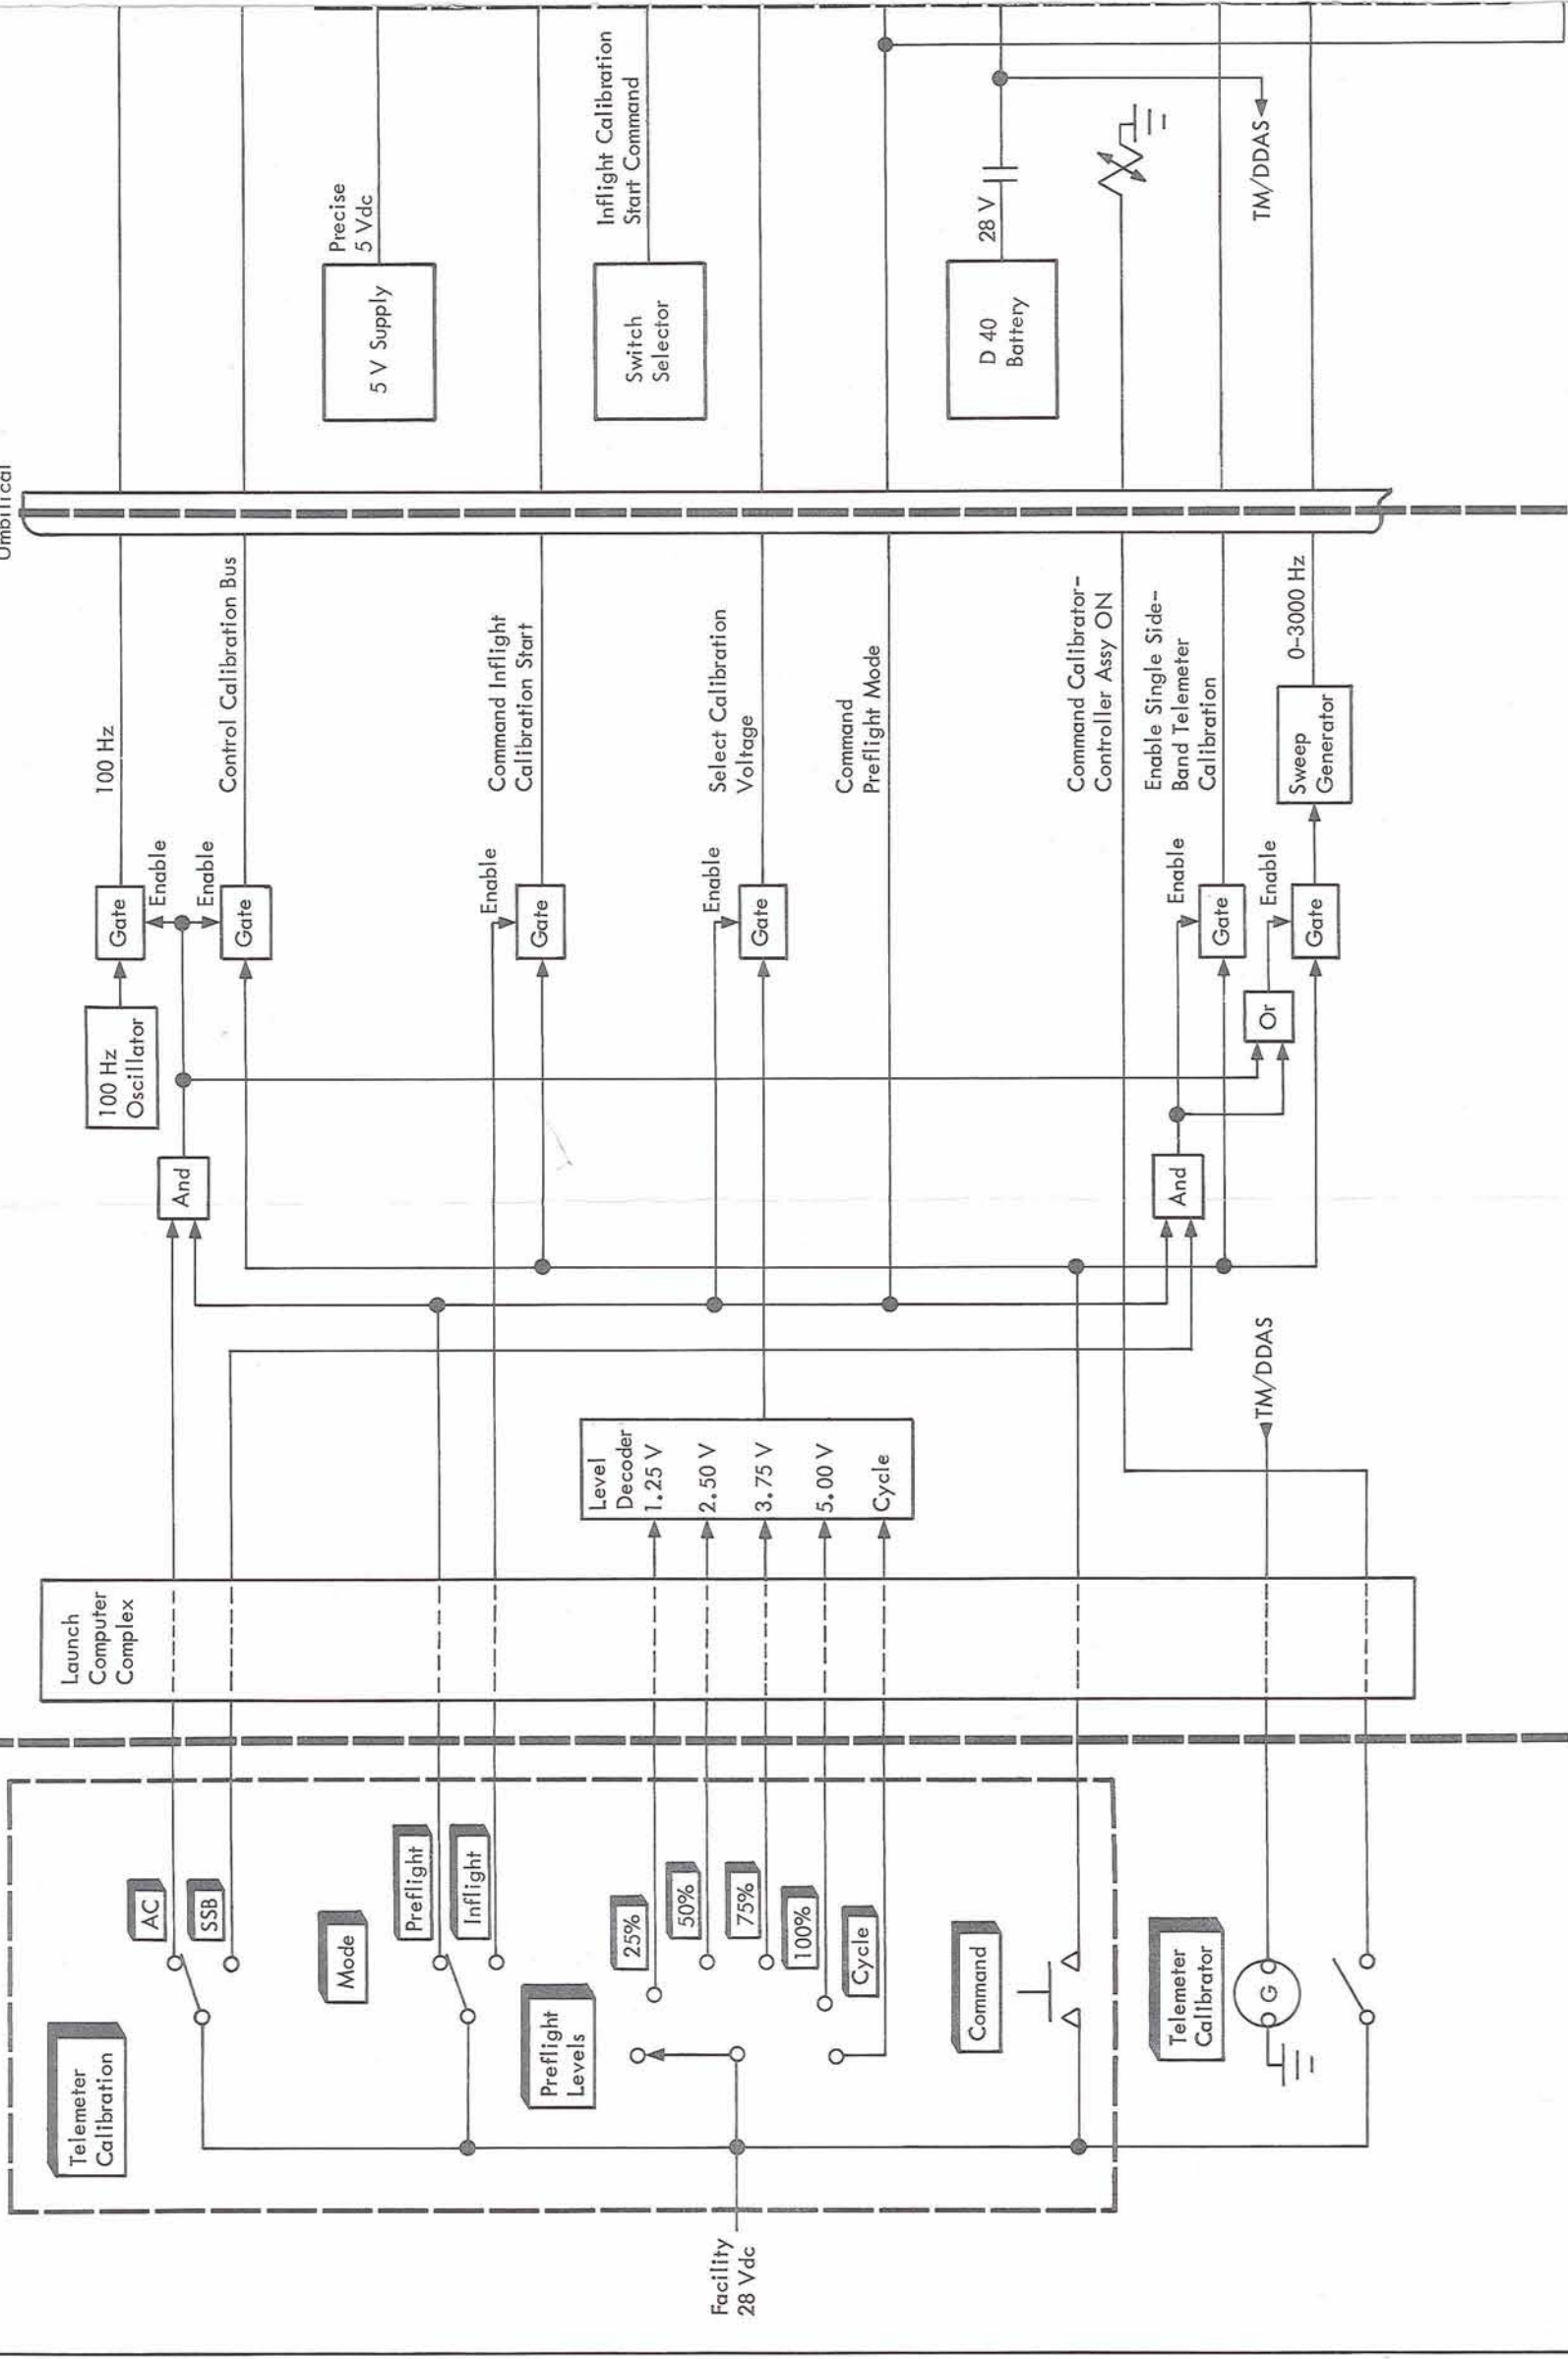 Umbilical
Telemeter
Calibration
AC
SSB
Mode
Preflight
Inflight
Preflight
Levels
25%
50%
75%
100%
Cycle
Command
Telemeter
Calibrator
G
Facility
28 Vdc
Launch
Computer
Complex
Level
Decoder
1.25 V
2.50 V
3.75 V
5.00 V
Cycle
TM/DDAS
And
100 Hz
Oscillator
Gate
Enable
Enable
Gate
100 Hz
Control Calibration Bus
Enable
Gate
Command Inflight
Calibration Start
Enable
Gate
Select Calibration
Voltage
Command
Preflight Mode
Command Calibrator-
Controller Assy ON
And
Or
Enable
Gate
Enable Single Side-
Band Telemeter
Calibration
Enable
Gate
Sweep
Generator
0-3000 Hz
5 V Supply
Precise
5 Vdc
Switch
Selector
Inflight Calibration
Start Command
D 40
Battery
28 V
TM/DDAS